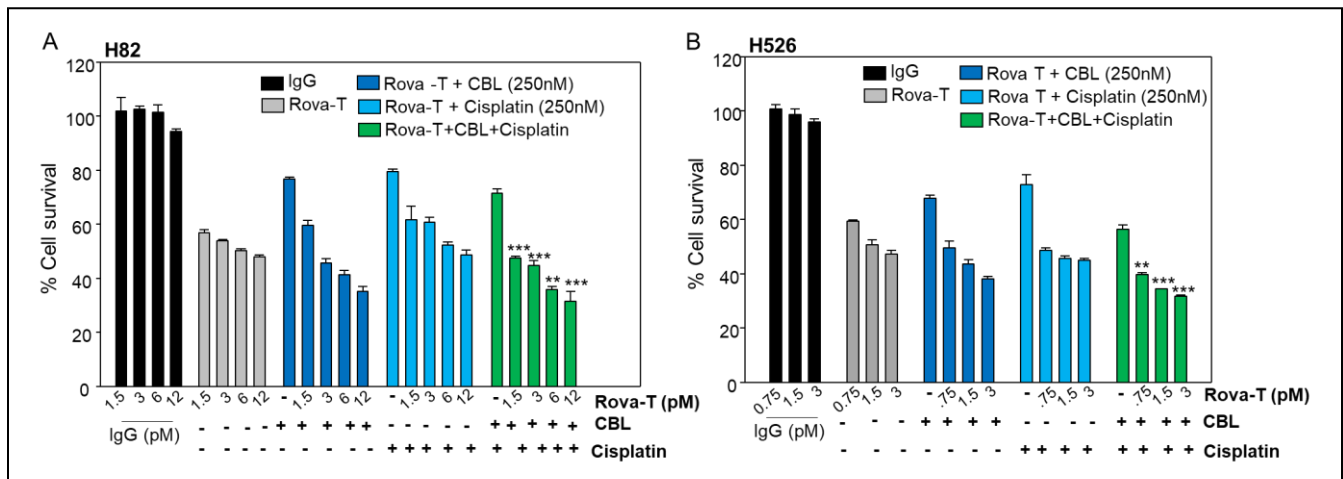 A
H82
120
100
80
60
40
20
0
% Cell survival
IgG
Rova-T
Rova -T + CBL (250nM)
Rova-T + Cisplatin (250nM)
Rova-T+CBL+Cisplatin
*** *** ** ***
1.5 3 6 12 1.5 3 6 12 - 1.5 3 6 12 - 1.5 3 6 12 - 1.5 3 6 12 Rova-T (pM)
IgG (pM)
- - - - + + + + + - - - - - + + + + + CBL
- - - - - - - - - + + + + + + + + + + Cisplatin
B
H526
120
100
80
60
40
20
0
% Cell survival
IgG
Rova-T
Rova T + CBL (250nM)
Rova T + Cisplatin (250nM)
Rova-T+CBL+Cisplatin
** *** ***
0.75 1.5 3 0.75 1.5 3 - .75 1.5 3 - .75 1.5 3 - .75 1.5 3 Rova-T (pM)
IgG (pM)
- - - + + + + - - - - + + + + CBL
- - - - - - - + + + + + + + + Cisplatin